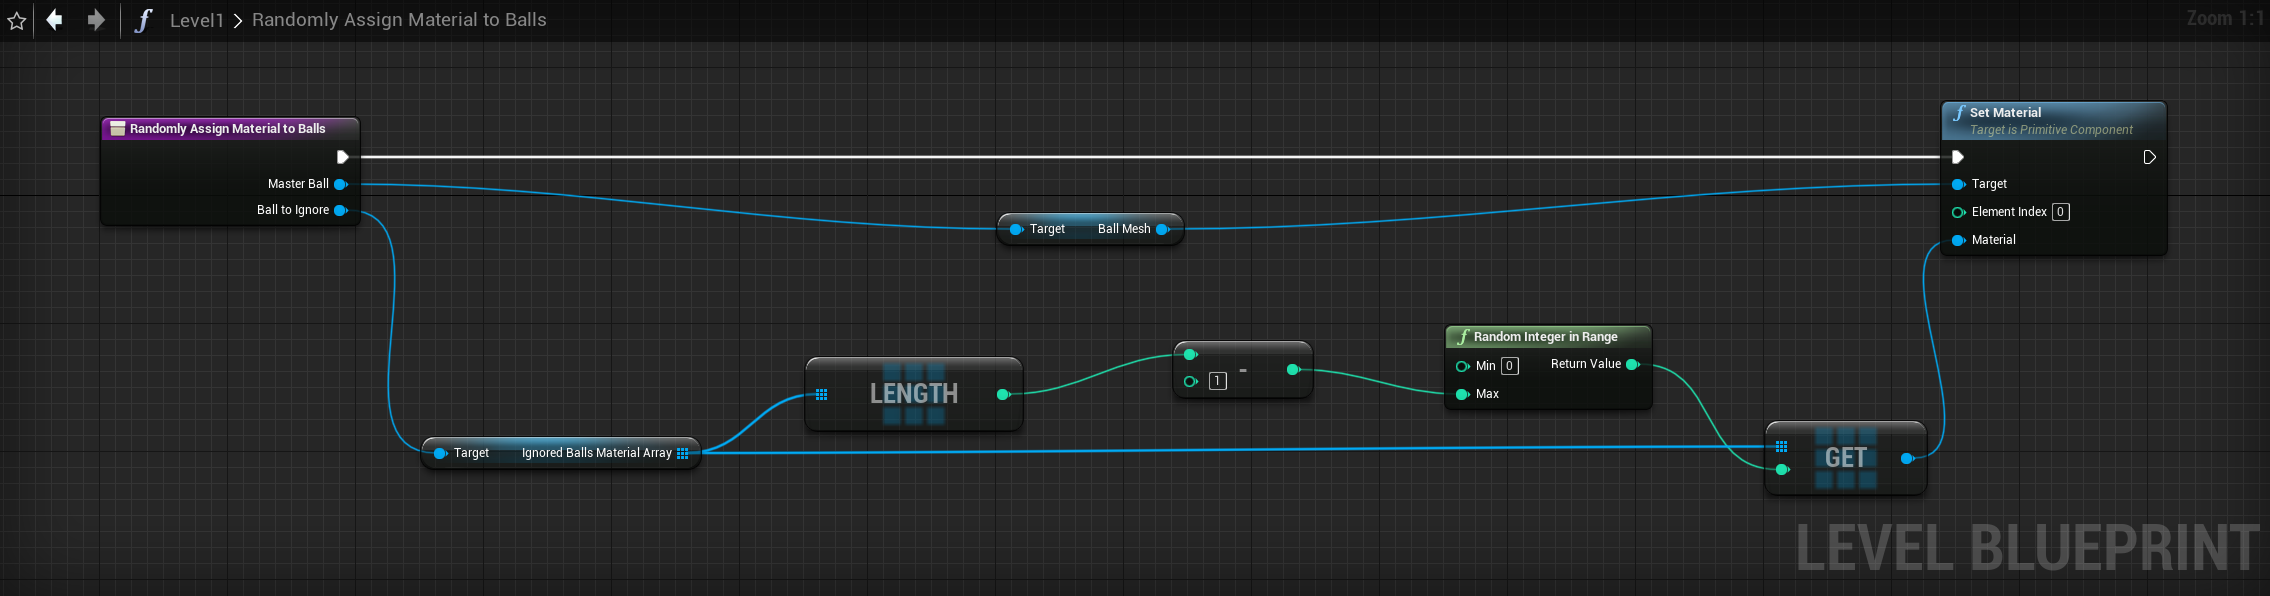 Level1 > Randomly Assign Material to Balls
Zoom 1:1
Randomly Assign Material to Balls
Master Ball
Ball to Ignore
Target Ball Mesh
f Set Material
Target is Primitive Component
Target
Element Index 0
Material
f Random Integer in Range
Min 0 Return Value
Max
1 -
LENGTH
Target Ignored Balls Material Array
GET
LEVEL BLUEPRINT